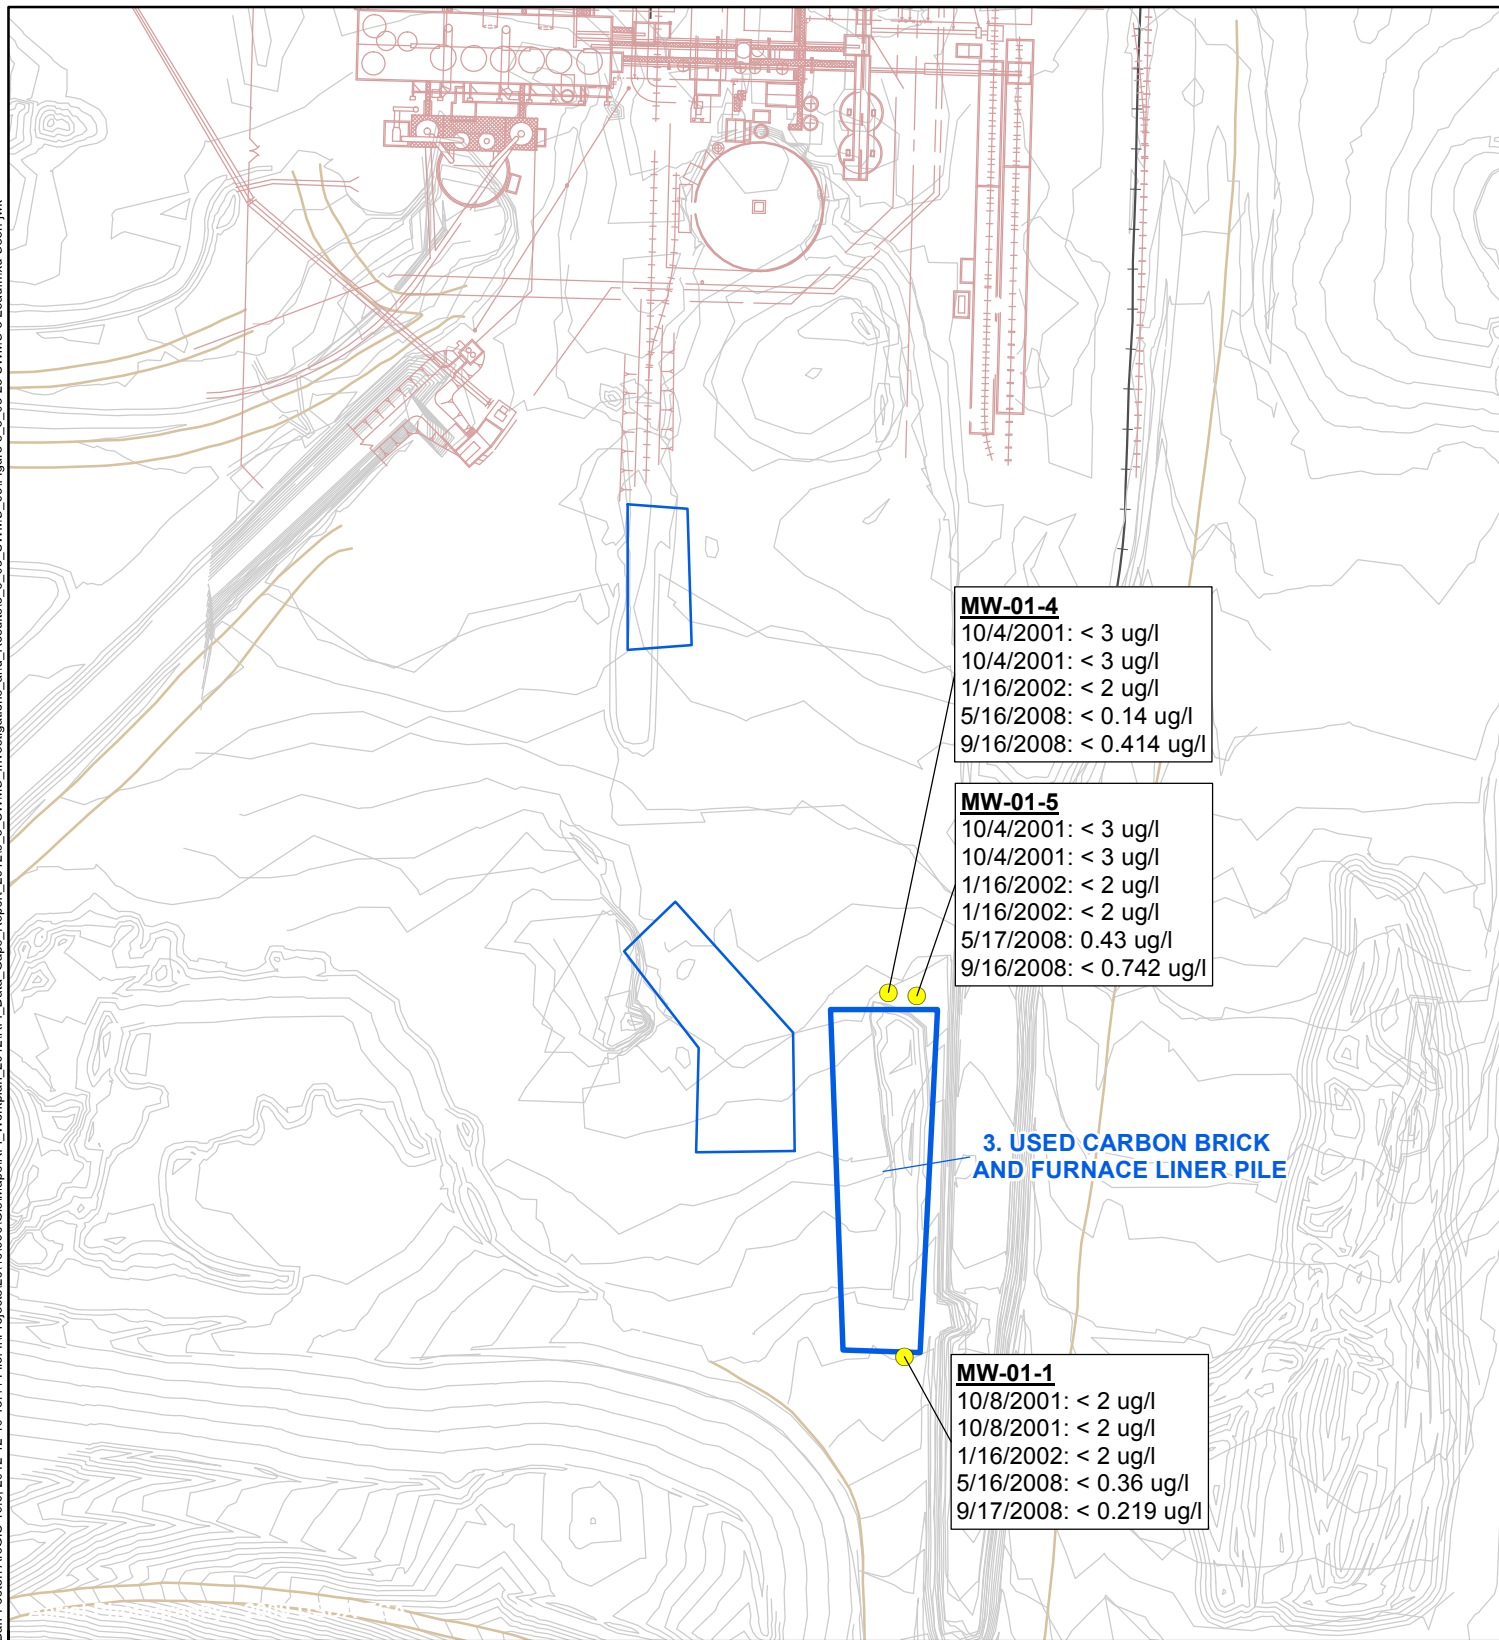 MW-01-4
10/4/2001: < 3 ug/l
10/4/2001: < 3 ug/l
1/16/2002: < 2 ug/l
5/16/2008: < 0.14 ug/l
9/16/2008: < 0.414 ug/l
MW-01-5
10/4/2001: < 3 ug/l
10/4/2001: < 3 ug/l
1/16/2002: < 2 ug/l
1/16/2002: < 2 ug/l
5/17/2008: 0.43 ug/l
9/16/2008: < 0.742 ug/l
3. USED CARBON BRICK
AND FURNACE LINER PILE
MW-01-1
10/8/2001: < 2 ug/l
10/8/2001: < 2 ug/l
1/16/2002: < 2 ug/l
5/16/2008: < 0.36 ug/l
9/17/2008: < 0.219 ug/l